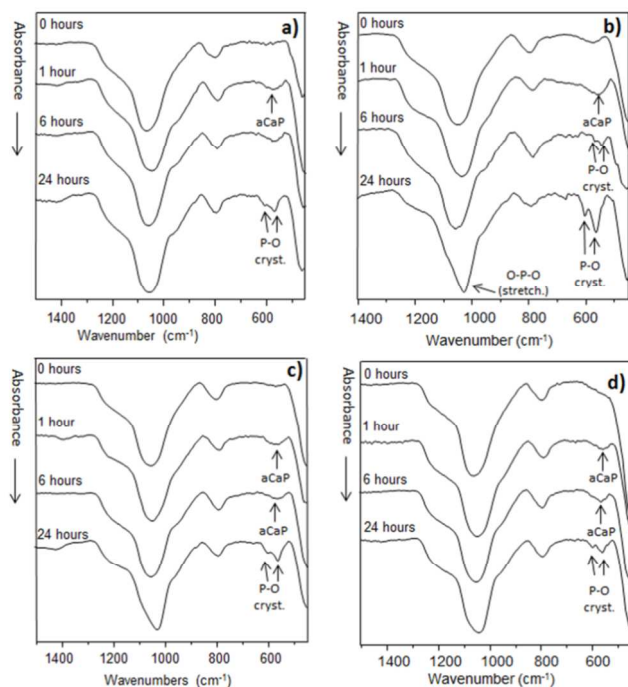 a)
Absorbance
0 hours
1 hour
aCaP
6 hours
24 hours
P-O
cryst.
1400 1200 1000 800 600
Wavenumber (cm-1)
b)
Absorbance
0 hours
1 hour
aCaP
6 hours
P-O
cryst.
24 hours
O-P-O
(stretch.)
P-O
cryst.
1400 1200 1000 800 600
Wavenumber (cm-1)
c)
Absorbance
0 hours
1 hour
aCaP
6 hours
aCaP
24 hours
P-O
cryst.
1400 1200 1000 800 600
Wavenumbers (cm-1)
d)
Absorbance
0 hours
1 hour
aCaP
6 hours
aCaP
24 hours
P-O
cryst.
1400 1200 1000 800 600
Wavenumber (cm-1)